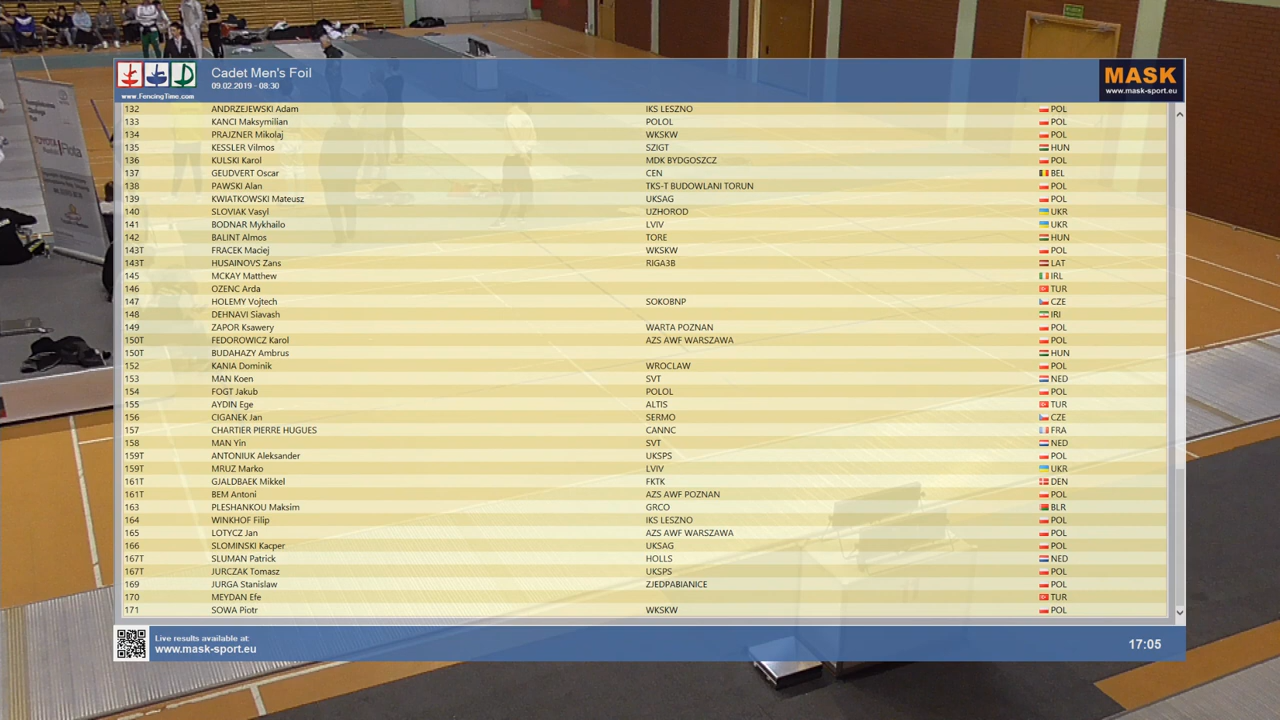 Cadet Men's Foil
09.02.2019 - 08:30
www.FencingTime.com
MASK
www.mask-sport.eu
132 ANDRZEJEWSKI Adam IKS LESZNO POL
133 KANCI Maksymilian POLOL POL
134 PRAJZNER Mikolaj WKSKW POL
135 KESSLER Vilmos SZIGT HUN
136 KULSKI Karol MDK BYDGOSZCZ POL
137 GEUDVERT Oscar CEN BEL
138 PAWSKI Alan TKS-T BUDOWLANI TORUN POL
139 KWIATKOWSKI Mateusz UKSAG POL
140 SLOVIAK Vasyl UZHOROD UKR
141 BODNAR Mykhailo LVIV UKR
142 BALINT Almos TORE HUN
143T FRACEK Maciej WKSKW POL
143T HUSAINOVS Zans RIGA3B LAT
145 MCKAY Matthew IRL
146 OZENC Arda TUR
147 HOLEMY Vojtech SOKOBNP CZE
148 DEHNAVI Siavash IRI
149 ZAPOR Ksawery WARTA POZNAN POL
150T FEDOROWICZ Karol AZS AWF WARSZAWA POL
150T BUDAHAZY Ambrus HUN
152 KANIA Dominik WROCLAW POL
153 MAN Koen SVT NED
154 FOGT Jakub POLOL POL
155 AYDIN Ege ALTIS TUR
156 CIGANEK Jan SERMO CZE
157 CHARTIER PIERRE HUGUES CANNC FRA
158 MAN Yin SVT NED
159T ANTONIUK Aleksander UKSPS POL
159T MRUZ Marko LVIV UKR
161T GJALDBAEK Mikkel FKTK DEN
161T BEM Antoni AZS AWF POZNAN POL
163 PLESHANKOU Maksim GRCO BLR
164 WINKHOF Filip IKS LESZNO POL
165 LOTYCZ Jan AZS AWF WARSZAWA POL
166 SLOMINSKI Kacper UKSAG POL
167T SLUMAN Patrick HOLLS NED
167T JURCZAK Tomasz UKSPS POL
169 JURGA Stanislaw ZJEDPABIANICE POL
170 MEYDAN Efe TUR
171 SOWA Piotr WKSKW POL
Live results available at:
www.mask-sport.eu
17:05